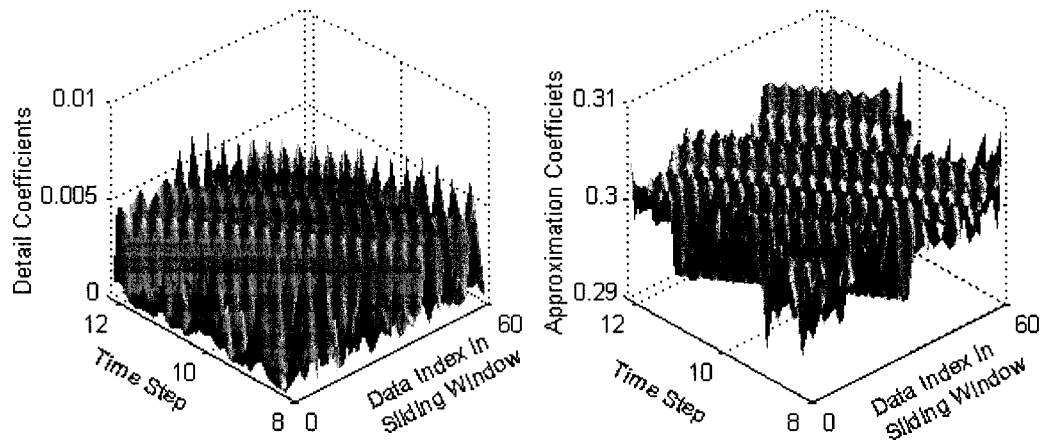 Detail Coefficients
0.01
0.005
0
12
10
8
Time Step
0
60
Data Index in
Sliding Window
Approximation Coefficiets
0.31
0.3
0.29
12
10
8
Time Step
0
60
Data Index in
Sliding Window